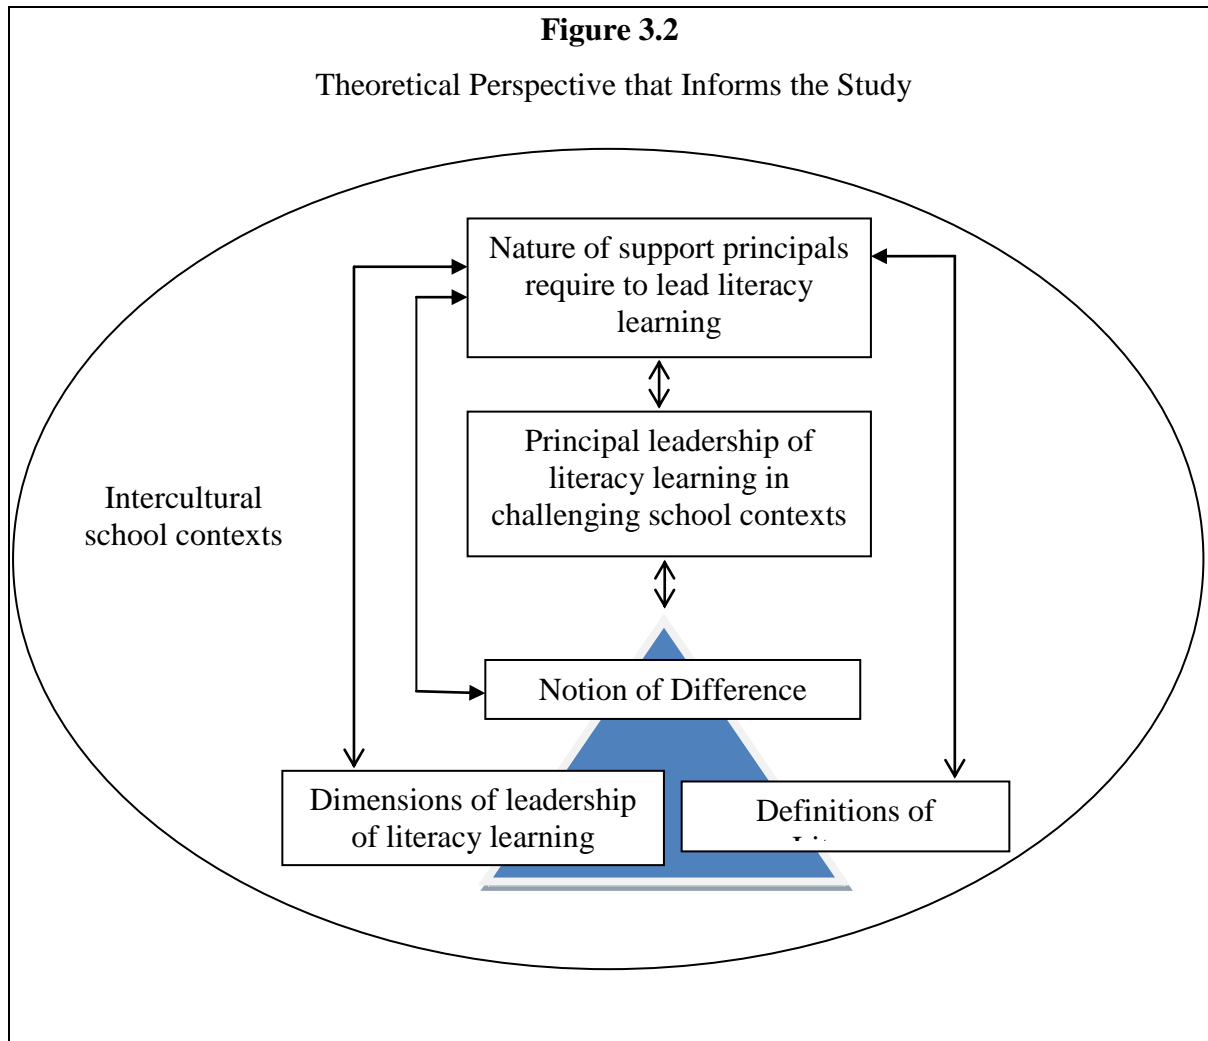 Figure 3.2
Theoretical Perspective that Informs the Study
Nature of support principals
require to lead literacy
learning
Principal leadership of
literacy learning in
challenging school contexts
Intercultural
school contexts
Notion of Difference
Dimensions of leadership
of literacy learning
Definitions of